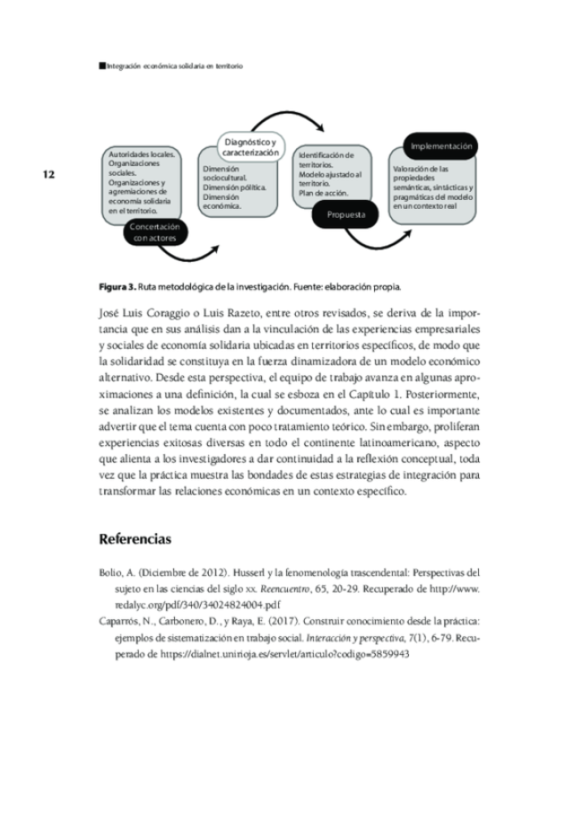 Integración económica solidaria en territorio
12
Autoridades locales.
Organizaciones
sociales.
Organizaciones y
agremiaciones de
economía solidaria
en el territorio.
Concertación
con actores
Diagnóstico y
caracterización
Dimensión
sociocultural.
Dimensión política.
Dimensión
económica.
Identificación de
territorios.
Modelo ajustado al
territorio.
Plan de acción.
Propuesta
Implementación
Valoración de las
propiedades
semánticas, sintácticas y
pragmáticas del modelo
en un contexto real
Figura 3. Ruta metodológica de la investigación. Fuente: elaboración propia.
José Luis Coraggio o Luis Razeto, entre otros revisados, se deriva de la impor-
tancia que en sus análisis dan a la vinculación de las experiencias empresariales
y sociales de economía solidaria ubicadas en territorios específicos, de modo que
la solidaridad se constituya en la fuerza dinamizadora de un modelo económico
alternativo. Desde esta perspectiva, el equipo de trabajo avanza en algunas apro-
ximaciones a una definición, la cual se esboza en el Capítulo 1. Posteriormente,
se analizan los modelos existentes y documentados, ante lo cual es importante
advertir que el tema cuenta con poco tratamiento teórico. Sin embargo, proliferan
experiencias exitosas diversas en todo el continente latinoamericano, aspecto
que alienta a los investigadores a dar continuidad a la reflexión conceptual, toda
vez que la práctica muestra las bondades de estas estrategias de integración para
transformar las relaciones económicas en un contexto específico.
Referencias
Bolio, A. (Diciembre de 2012). Husserl y la fenomenología trascendental: Perspectivas del
sujeto en las ciencias del siglo xx. Reencuentro, 65, 20-29. Recuperado de http://www.
redalyc.org/pdf/340/34024824004.pdf
Caparrós, N., Carbonero, D., y Raya, E. (2017). Construir conocimiento desde la práctica:
ejemplos de sistematización en trabajo social. Interacción y perspectiva, 7(1), 6-79. Recu-
perado de https://dialnet.unirioja.es/servlet/articulo?codigo=5859943